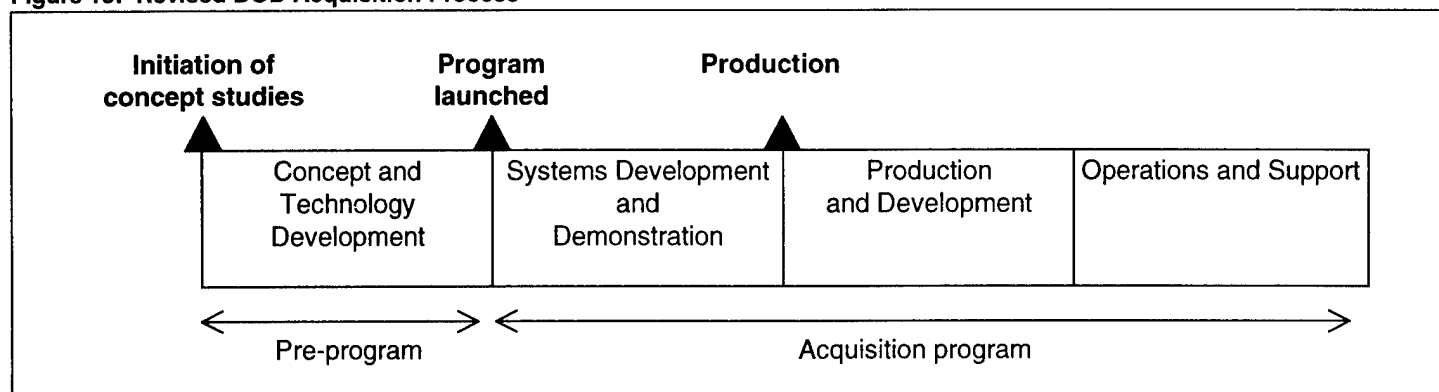 Initiation of
concept studies
Program
launched
Production
Concept and
Technology
Development
Systems Development
and
Demonstration
Production
and Development
Operations and Support
Pre-program
Acquisition program